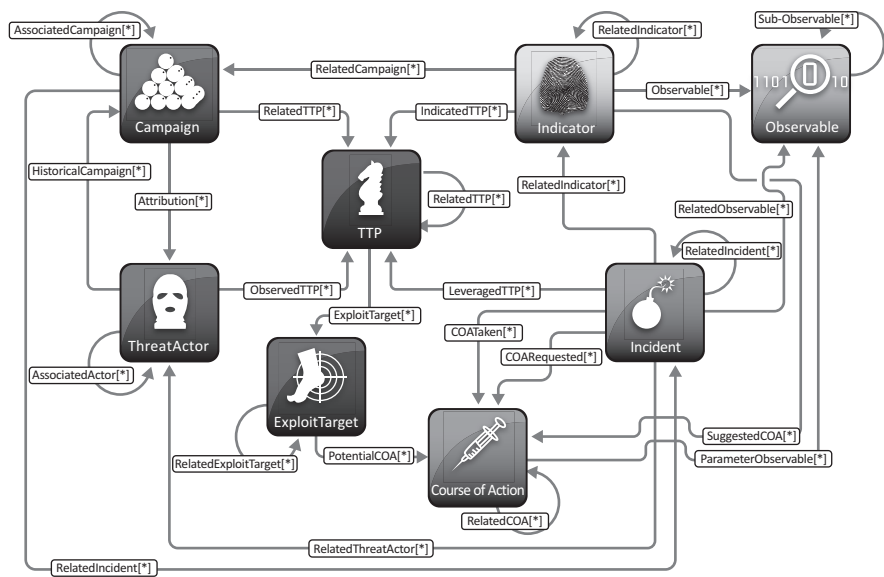 AssociatedCampaign[*]
RelatedIndicator[*]
Sub-Observable[*]
RelatedCampaign[*]
1101 0 10
Observable[*]
RelatedTTP[*]
IndicatedTTP[*]
Campaign
Indicator
Observable
HistoricalCampaign[*]
RelatedIndicator[*]
Attribution[*]
RelatedTTP[*]
RelatedObservable[*]
TTP
RelatedIncident[*]
ObservedTTP[*]
LeveragedTTP[*]
ExploitTarget[*]
COATaken[*]
ThreatActor
Incident
COARequested[*]
AssociatedActor[*]
ExploitTarget
SuggestedCOA[*]
RelatedExploitTarget[*]
PotentialCOA[*]
ParameterObservable[*]
Course of Action
RelatedCOA[*]
RelatedThreatActor[*]
RelatedIncident[*]